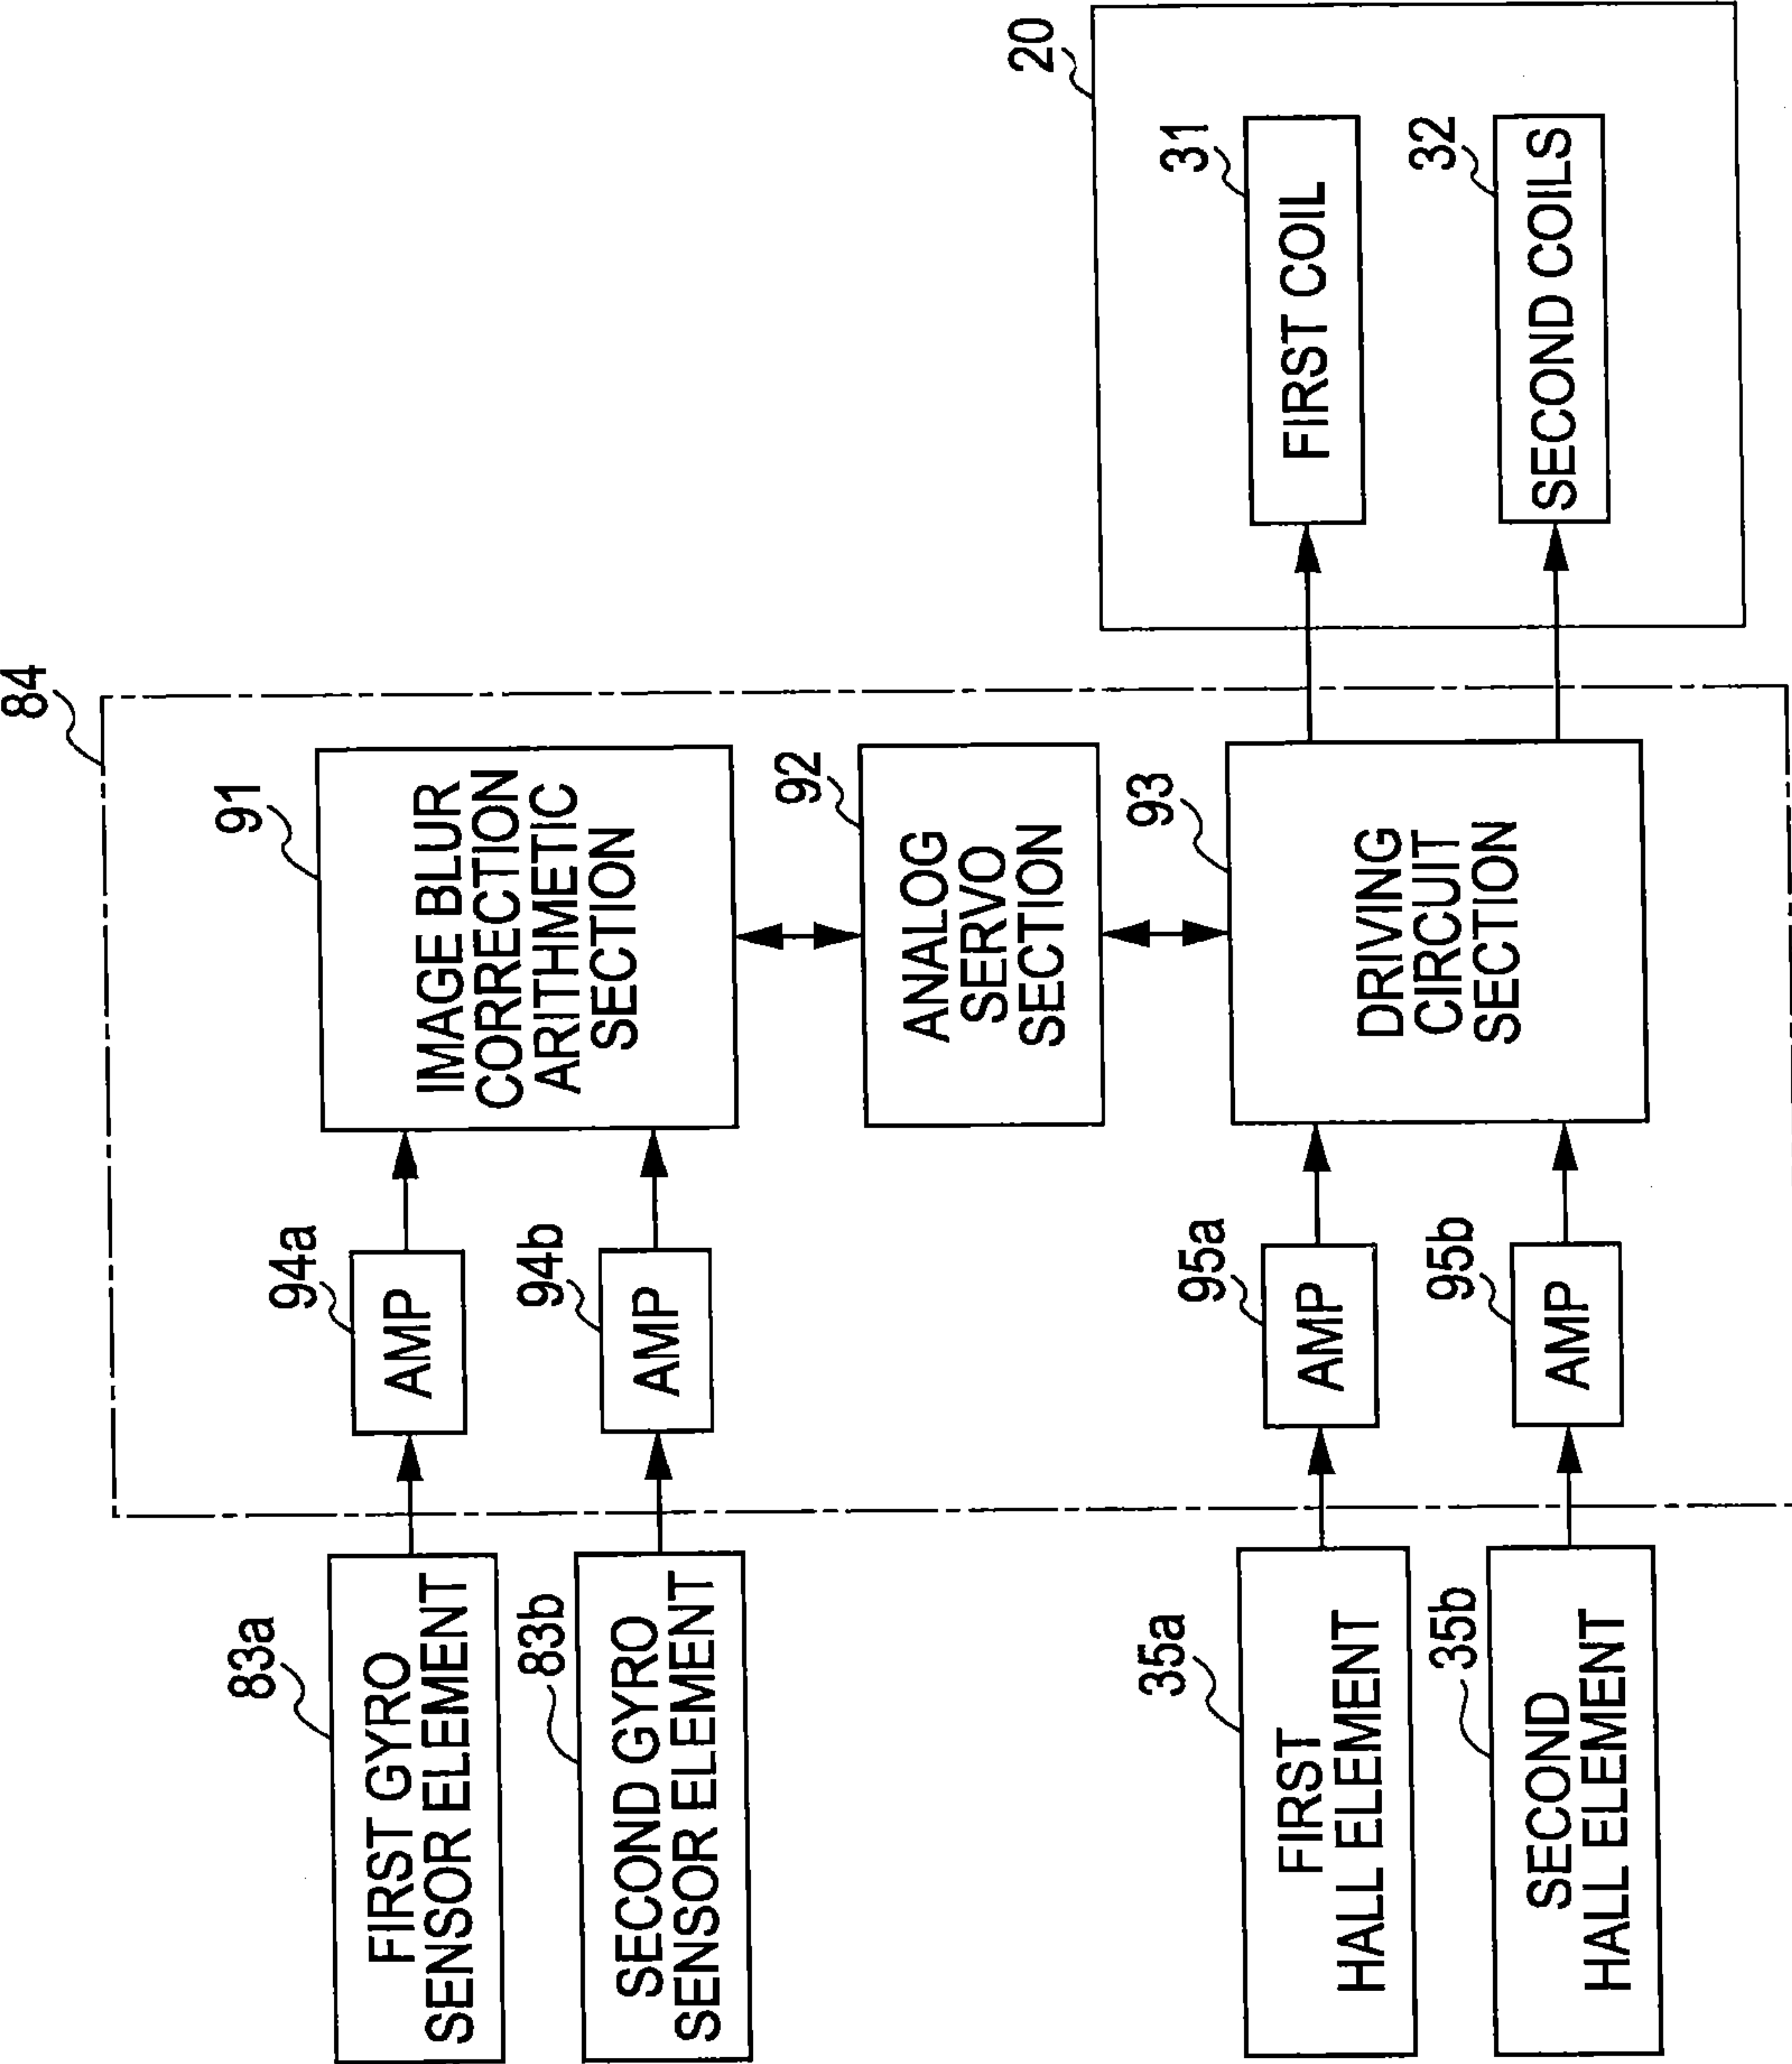 83a
FIRST GYRO
SENSOR ELEMENT
83b
SECOND GYRO
SENSOR ELEMENT
35a
FIRST
HALL ELEMENT
35b
SECOND
HALL ELEMENT
94a
AMP
94b
AMP
95a
AMP
95b
AMP
84
91
IMAGE BLUR
CORRECTION
ARITHMETIC
SECTION
92
ANALOG
SERVO
SECTION
93
DRIVING
CIRCUIT
SECTION
20
31
FIRST COIL
32
SECOND COILS